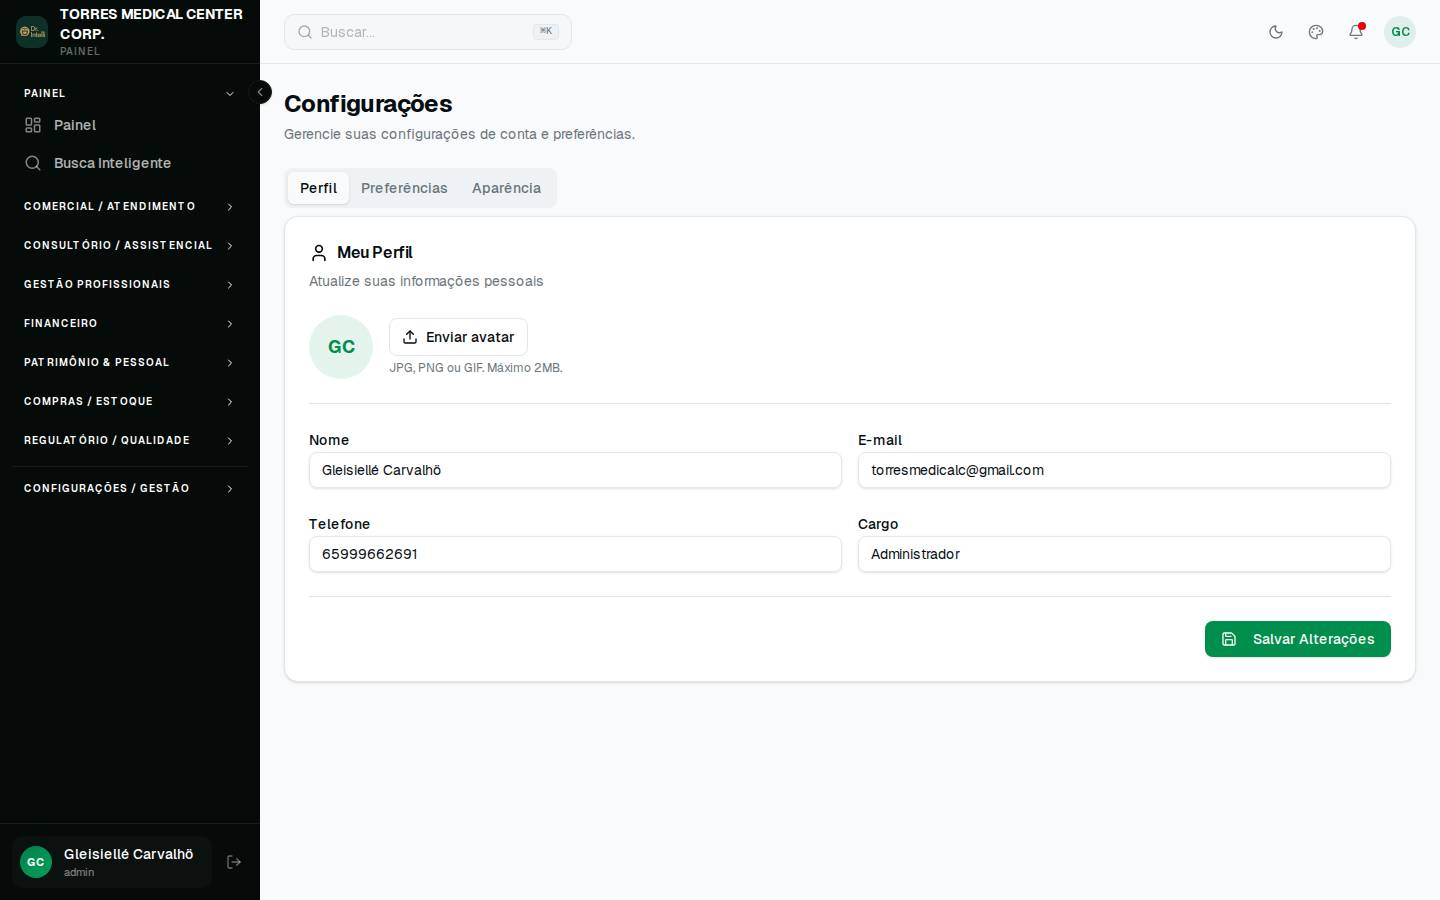 TORRES MEDICAL CENTER CORP.
PAINEL
PAINEL
Painel
Busca Inteligente
COMERCIAL / ATENDIMENTO
CONSULTÓRIO / ASSISTENCIAL
GESTÃO PROFISSIONAIS
FINANCEIRO
PATRIMÔNIO & PESSOAL
COMPRAS / ESTOQUE
REGULATÓRIO / QUALIDADE
CONFIGURAÇÕES / GESTÃO
GC
Gleisiellé Carvalhö
admin
Buscar...
⌘K
GC
Configurações
Gerencie suas configurações de conta e preferências.
Perfil
Preferências
Aparência
Meu Perfil
Atualize suas informações pessoais
GC
Enviar avatar
JPG, PNG ou GIF. Máximo 2MB.
Nome
Gleisiellé Carvalhö
E-mail
torresmedicalc@gmail.com
Telefone
65999662691
Cargo
Administrador
Salvar Alterações